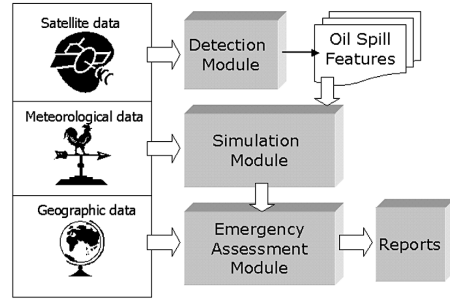 Satellite data
Detection
Module
Oil Spill
Features
Meteorological data
Simulation
Module
Geographic data
Emergency
Assessment
Module
Reports